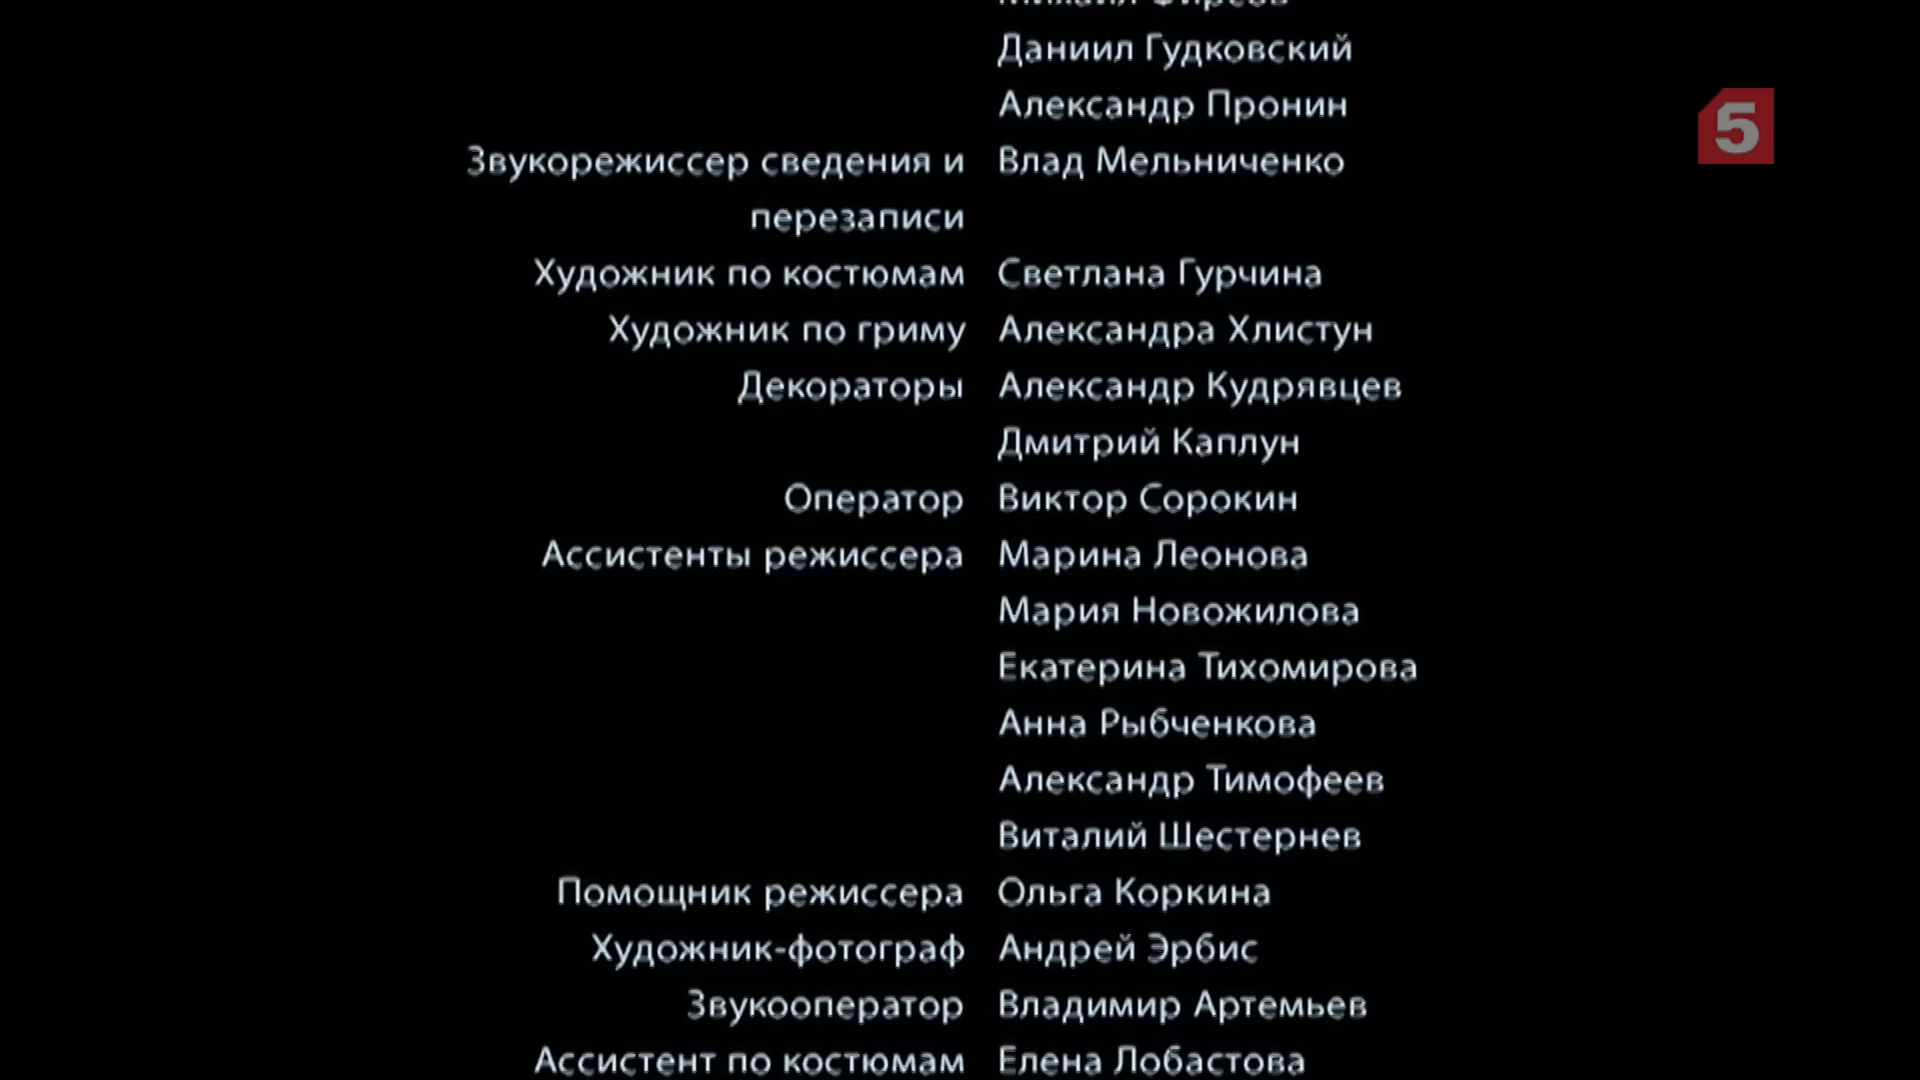 Даниил Гудковский
Александр Пронин
5
Звукорежиссер сведения и Влад Мельниченко
перезаписи
Художник по костюмам Светлана Гурчина
Художник по гриму Александра Хлистун
Декораторы Александр Кудрявцев
Дмитрий Каплун
Оператор Виктор Сорокин
Ассистенты режиссера Марина Леонова
Мария Новожилова
Екатерина Тихомирова
Анна Рыбченкова
Александр Тимофеев
Виталий Шестернев
Помощник режиссера Ольга Коркина
Художник-фотограф Андрей Эрбис
Звукооператор Владимир Артемьев
Ассистент по костюмам Елена Лобастова